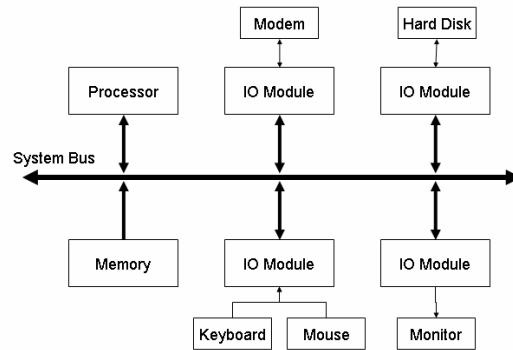 Modem
Hard Disk
Processor
IO Module
IO Module
System Bus
Memory
IO Module
IO Module
Keyboard
Mouse
Monitor